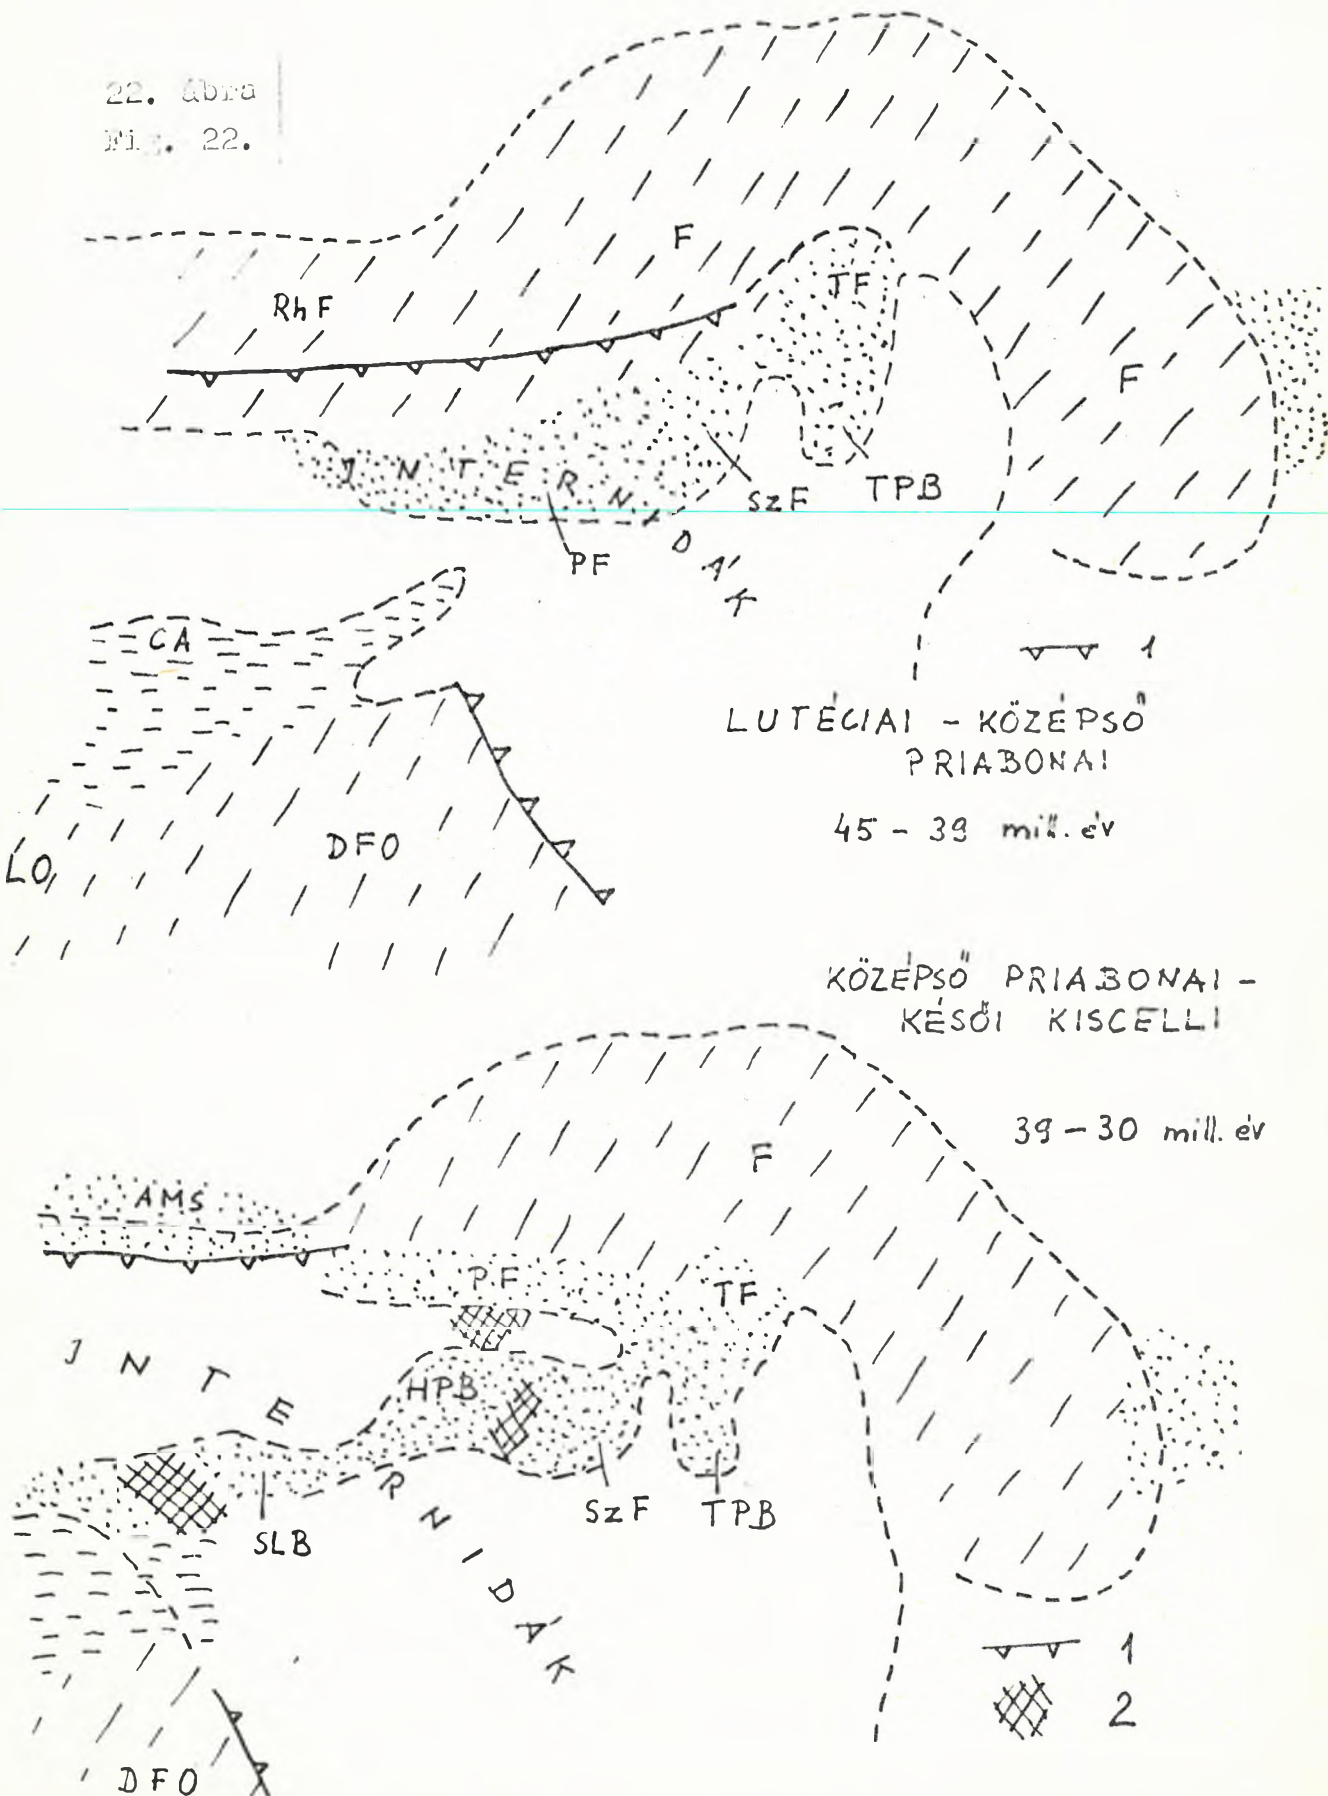 22. ábra
Fig. 22.
F
RhF
TF
F
INTERNIDÁK
SzF
TPB
PF
CA
1
LUTÉCIAI - KÖZÉPSŐ
PRIABONAI
45 - 39 mill. év
DFO
LO
KÖZÉPSŐ PRIABONAI -
KÉSŐI KISCELLI
39 - 30 mill. év
F
AMS
PF
TF
INTERNIDÁK
HPB
SzF
TPB
SLB
1
2
DFO